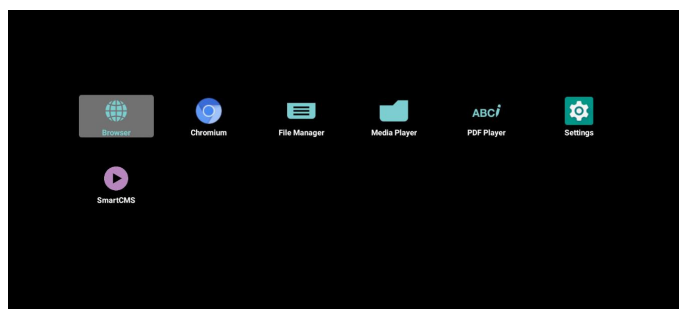 ABCi
Browser
Chromium
File Manager
Media Player
PDF Player
Settings
SmartCMS